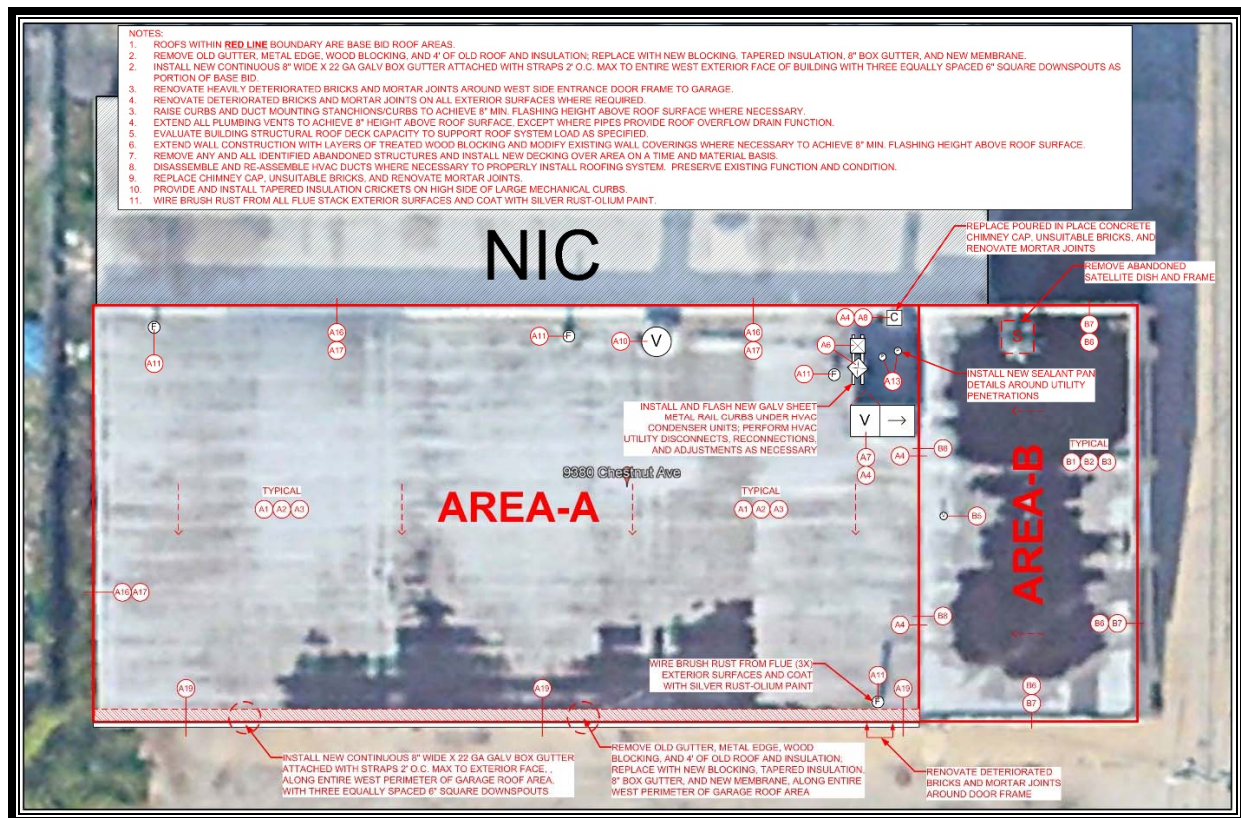 NOTES:
1. ROOFS WITHIN RED LINE BOUNDARY ARE BASE BID ROOF AREAS.
2. REMOVE OLD GUTTER, METAL EDGE, WOOD BLOCKING, AND 4' OF OLD ROOF AND INSULATION; REPLACE WITH NEW BLOCKING, TAPERED INSULATION, 8" BOX GUTTER, AND NEW MEMBRANE.
2. INSTALL NEW CONTINUOUS 8" WIDE X 22 GA GALV BOX GUTTER ATTACHED WITH STRAPS 2' O.C. MAX TO ENTIRE WEST EXTERIOR FACE OF BUILDING WITH THREE EQUALLY SPACED 6" SQUARE DOWNSPOUTS AS
PORTION OF BASE BID.
3. RENOVATE HEAVILY DETERIORATED BRICKS AND MORTAR JOINTS AROUND WEST SIDE ENTRANCE DOOR FRAME TO GARAGE.
4. RENOVATE DETERIORATED BRICKS AND MORTAR JOINTS ON ALL EXTERIOR SURFACES WHERE REQUIRED.
3. RAISE CURBS AND DUCT MOUNTING STANCHIONS/CURBS TO ACHIEVE 8" MIN. FLASHING HEIGHT ABOVE ROOF SURFACE WHERE NECESSARY.
4. EXTEND ALL PLUMBING VENTS TO ACHIEVE 8" HEIGHT ABOVE ROOF SURFACE, EXCEPT WHERE PIPES PROVIDE ROOF OVERFLOW DRAIN FUNCTION.
5. EVALUATE BUILDING STRUCTURAL ROOF DECK CAPACITY TO SUPPORT ROOF SYSTEM LOAD AS SPECIFIED.
6. EXTEND WALL CONSTRUCTION WITH LAYERS OF TREATED WOOD BLOCKING AND MODIFY EXISTING WALL COVERINGS WHERE NECESSARY TO ACHIEVE 8" MIN. FLASHING HEIGHT ABOVE ROOF SURFACE.
7. REMOVE ANY AND ALL IDENTIFIED ABANDONED STRUCTURES AND INSTALL NEW DECKING OVER AREA ON A TIME AND MATERIAL BASIS.
8. DISASSEMBLE AND RE-ASSEMBLE HVAC DUCTS WHERE NECESSARY TO PROPERLY INSTALL ROOFING SYSTEM. PRESERVE EXISTING FUNCTION AND CONDITION.
9. REPLACE CHIMNEY CAP, UNSUITABLE BRICKS, AND RENOVATE MORTAR JOINTS.
10. PROVIDE AND INSTALL TAPERED INSULATION CRICKETS ON HIGH SIDE OF LARGE MECHANICAL CURBS.
11. WIRE BRUSH RUST FROM ALL FLUE STACK EXTERIOR SURFACES AND COAT WITH SILVER RUST-OLIUM PAINT.
NIC
REPLACE POURED IN PLACE CONCRETE
CHIMNEY CAP, UNSUITABLE BRICKS, AND
RENOVATE MORTAR JOINTS
REMOVE ABANDONED
SATELLITE DISH AND FRAME
F
A11
A16
A17
A11 F
A10 V
A16
A17
A4 A8 C
A6
A11 F
P P
A13
S
B7
B6
INSTALL NEW SEALANT PAN
DETAILS AROUND UTILITY
PENETRATIONS
INSTALL AND FLASH NEW GALV SHEET
METAL RAIL CURBS UNDER HVAC
CONDENSER UNITS; PERFORM HVAC
UTILITY DISCONNECTS, RECONNECTIONS,
AND ADJUSTMENTS AS NECESSARY
V
A7
A4
A4 B8
TYPICAL
B1 B2 B3
9380 Chestnut Ave
TYPICAL
A1 A2 A3
AREA-A
TYPICAL
A1 A2 A3
B5
AREA-B
A16 A17
A4 B8
B6 B7
WIRE BRUSH RUST FROM FLUE (3X)
EXTERIOR SURFACES AND COAT
WITH SILVER RUST-OLIUM PAINT
A11
F
A19
A19
A19
B6
B7
INSTALL NEW CONTINUOUS 8" WIDE X 22 GA GALV BOX GUTTER
ATTACHED WITH STRAPS 2' O.C. MAX TO EXTERIOR FACE, ,
ALONG ENTIRE WEST PERIMETER OF GARAGE ROOF AREA,
WITH THREE EQUALLY SPACED 6" SQUARE DOWNSPOUTS
REMOVE OLD GUTTER, METAL EDGE, WOOD
BLOCKING, AND 4' OF OLD ROOF AND INSULATION;
REPLACE WITH NEW BLOCKING, TAPERED INSULATION,
8" BOX GUTTER, AND NEW MEMBRANE, ALONG ENTIRE
WEST PERIMETER OF GARAGE ROOF AREA
RENOVATE DETERIORATED
BRICKS AND MORTAR JOINTS
AROUND DOOR FRAME